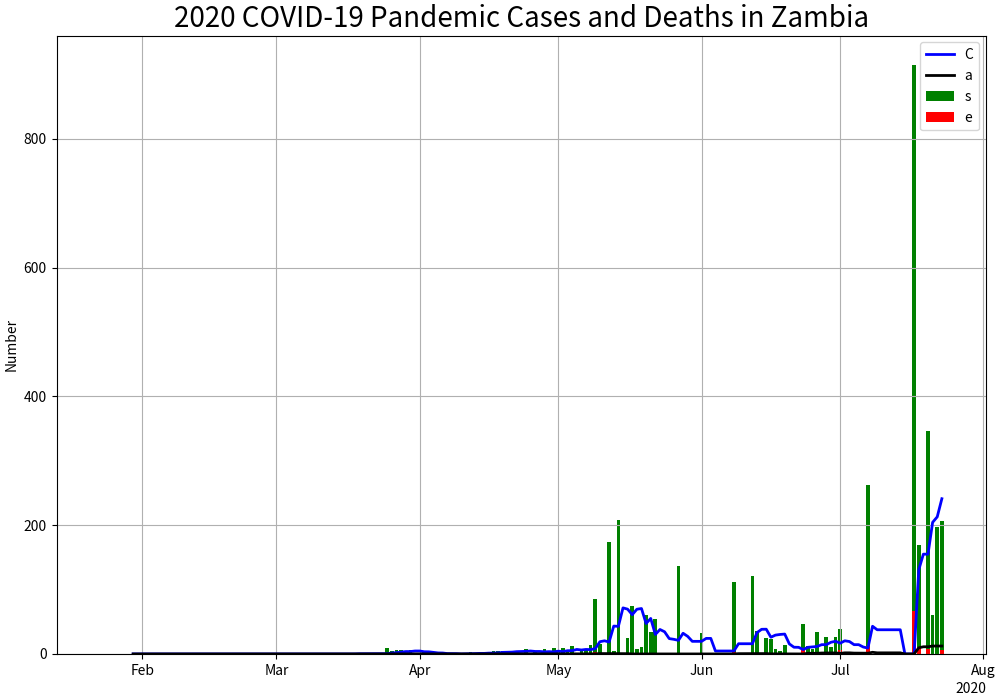 2020 COVID-19 Pandemic Cases and Deaths in Zambia
C
a
s
e
Number
800
600
400
200
0
Feb Mar Apr May Jun Jul Aug
2020